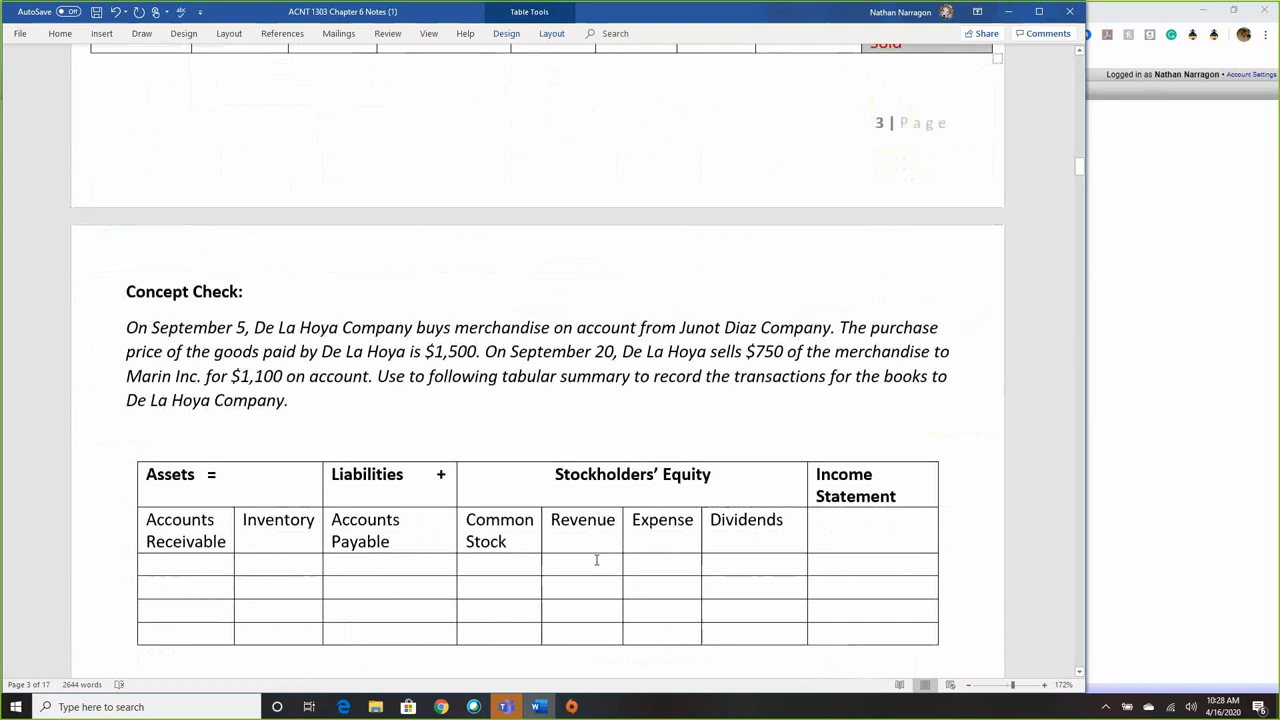 AutoSave Off ACNT 1303 Chapter 6 Notes (1) Table Tools Nathan Narragon
File Home Insert Draw Design Layout References Mailings Review View Help Design Layout Search Share Comments
Logged in as Nathan Narragon • Account Settings
Sold
3 | Page
Concept Check:
On September 5, De La Hoya Company buys merchandise on account from Junot Diaz Company. The purchase
price of the goods paid by De La Hoya is $1,500. On September 20, De La Hoya sells $750 of the merchandise to
Marin Inc. for $1,100 on account. Use to following tabular summary to record the transactions for the books to
De La Hoya Company.
Assets = Liabilities + Stockholders' Equity Income
Statement
Accounts Inventory Accounts Common Revenue Expense Dividends
Receivable Payable Stock
Page 3 of 17 2644 words 172%
Type here to search 10:28 AM
4/16/2020